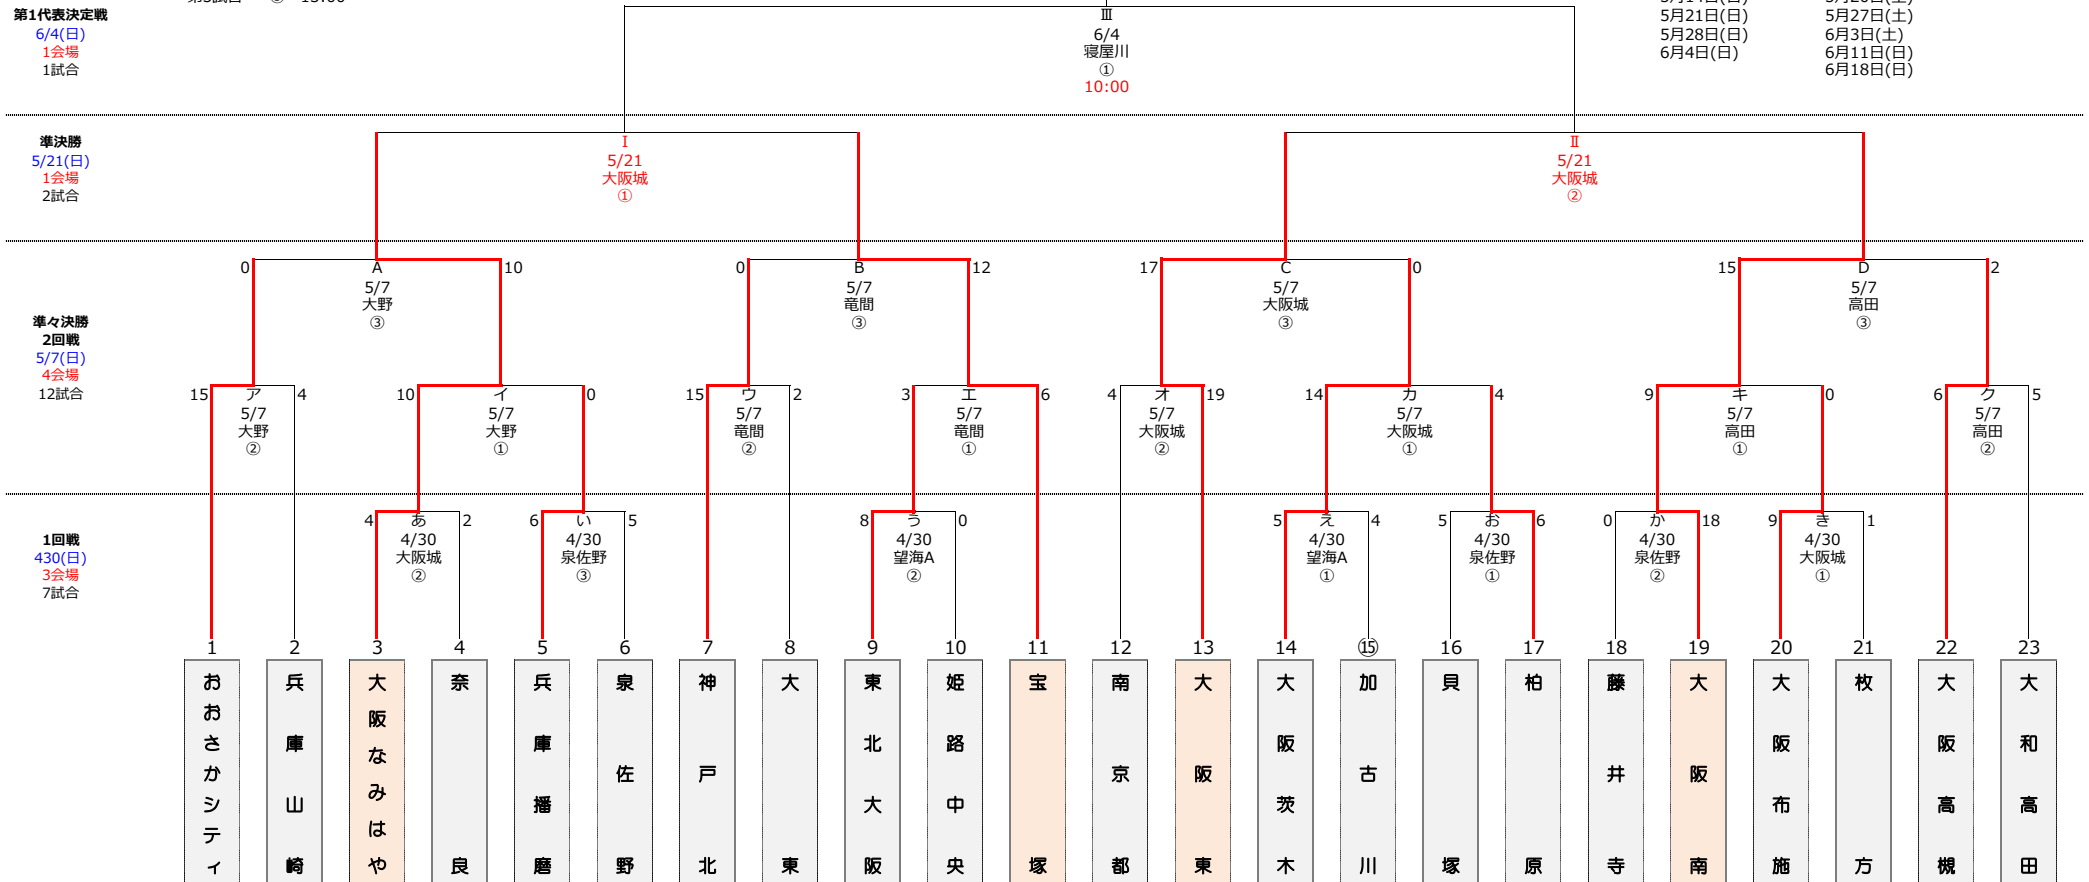 第1代表決定戦
6/4(日)
1会場
1試合
Ⅲ
6/4
寝屋川
①
10:00
5月21日(日) 5月27日(土)
5月28日(日) 6月3日(土)
6月4日(日) 6月11日(日)
6月18日(日)
準決勝
5/21(日)
1会場
2試合
Ⅰ
5/21
大阪城
①
Ⅱ
5/21
大阪城
②
準々決勝
2回戦
5/7(日)
4会場
12試合
0 A 10
5/7
大野
③
0 B 12
5/7
竜間
③
17 C 0
5/7
大阪城
③
15 D 2
5/7
高田
③
15 ア 4
5/7
大野
②
10 イ 0
5/7
大野
①
15 ウ 2
5/7
竜間
②
3 エ 6
5/7
竜間
①
4 オ 19
5/7
大阪城
②
14 カ 4
5/7
大阪城
①
9 キ 0
5/7
高田
①
6 ク 5
5/7
高田
②
1回戦
430(日)
3会場
7試合
4 あ 2
4/30
大阪城
②
6 い 5
4/30
泉佐野
③
8 う 0
4/30
望海A
②
5 え 4
4/30
望海A
①
5 お 6
4/30
泉佐野
①
0 か 18
4/30
泉佐野
②
9 き 1
4/30
大阪城
①
1 2 3 4 5 6 7 8 9 10 11 12 13 14 ⑮ 16 17 18 19 20 21 22 23
おおさかシティ
兵庫山崎
大阪なみはや
奈良
兵庫播磨
泉佐野
神戸北
大東
東北大阪
姫路中央
宝塚
南京都
大阪東
大阪茨木
加古川
貝塚
柏原
藤井寺
大阪南
大阪布施
枚方
大阪高槻
大和高田